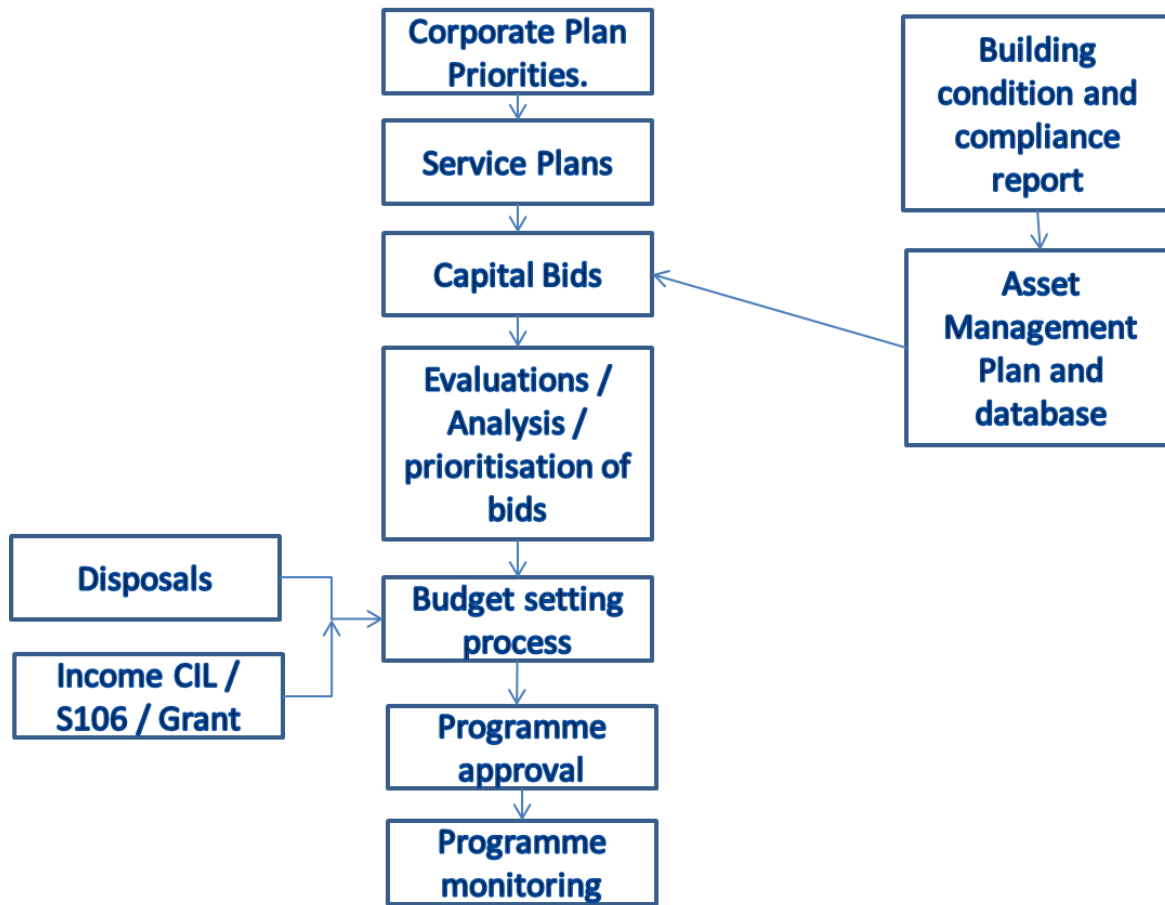 Corporate Plan
Priorities.
Building
condition and
compliance
report
Service Plans
Capital Bids
Asset
Management
Plan and
database
Evaluations /
Analysis /
prioritisation of
bids
Disposals
Budget setting
process
Income CIL /
S106 / Grant
Programme
approval
Programme
monitoring